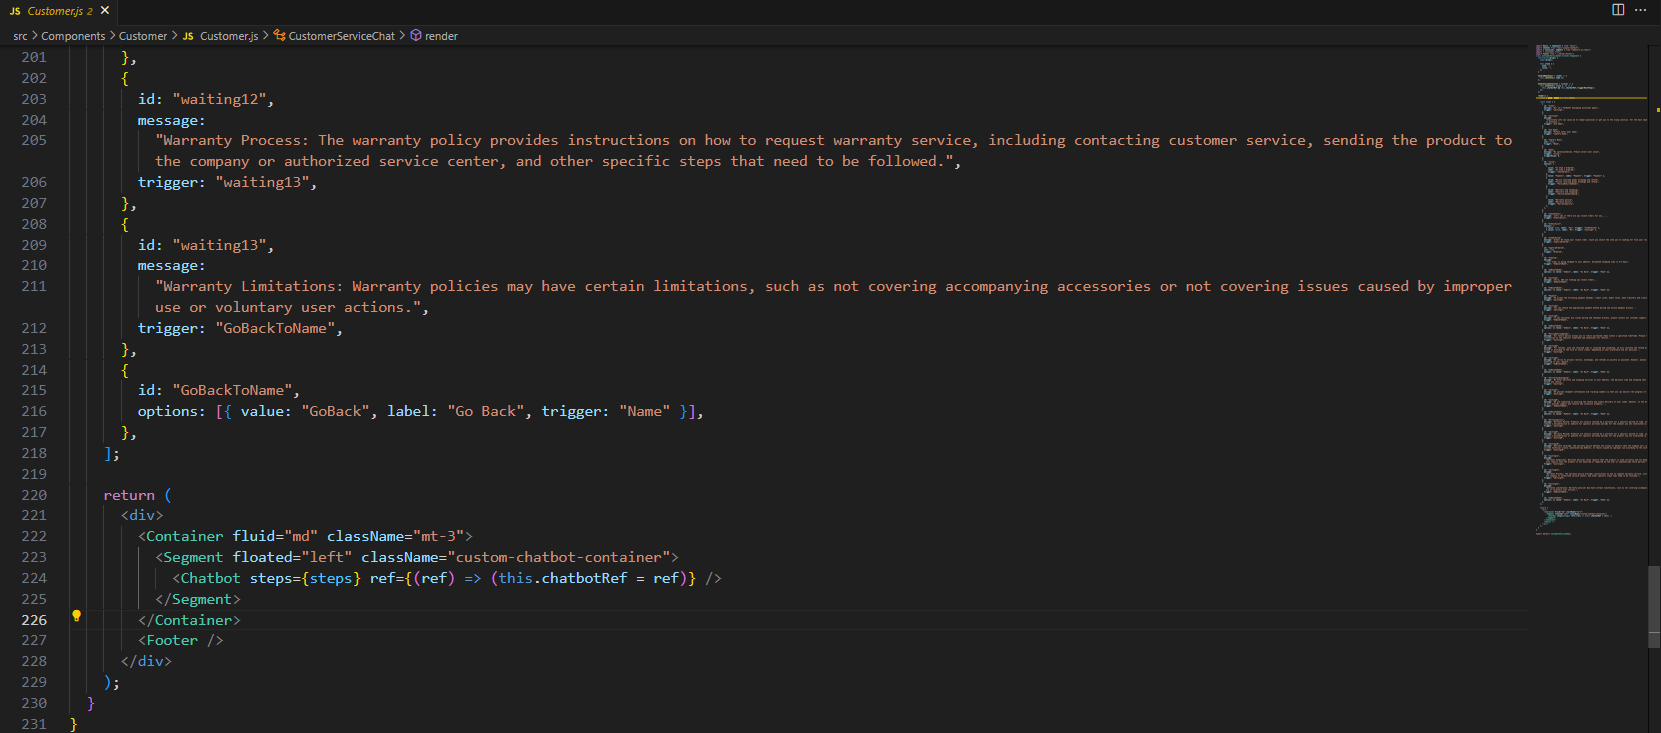 JS Customer.js 2 ×
src > Components > Customer > JS Customer.js > CustomerServiceChat > render
201 },
202 {
203 id: "waiting12",
204 message:
205 "Warranty Process: The warranty policy provides instructions on how to request warranty service, including contacting customer service, sending the product to
the company or authorized service center, and other specific steps that need to be followed.",
206 trigger: "waiting13",
207 },
208 {
209 id: "waiting13",
210 message:
211 "Warranty Limitations: Warranty policies may have certain limitations, such as not covering accompanying accessories or not covering issues caused by improper
use or voluntary user actions.",
212 trigger: "GoBackToName",
213 },
214 {
215 id: "GoBackToName",
216 options: [{ value: "GoBack", label: "Go Back", trigger: "Name" }],
217 },
218 ];
219
220 return (
221 <div>
222 <Container fluid="md" className="mt-3">
223 <Segment floated="left" className="custom-chatbot-container">
224 <Chatbot steps={steps} ref={(ref) => (this.chatbotRef = ref)} />
225 </Segment>
226 </Container>
227 <Footer />
228 </div>
229 );
230 }
231 }